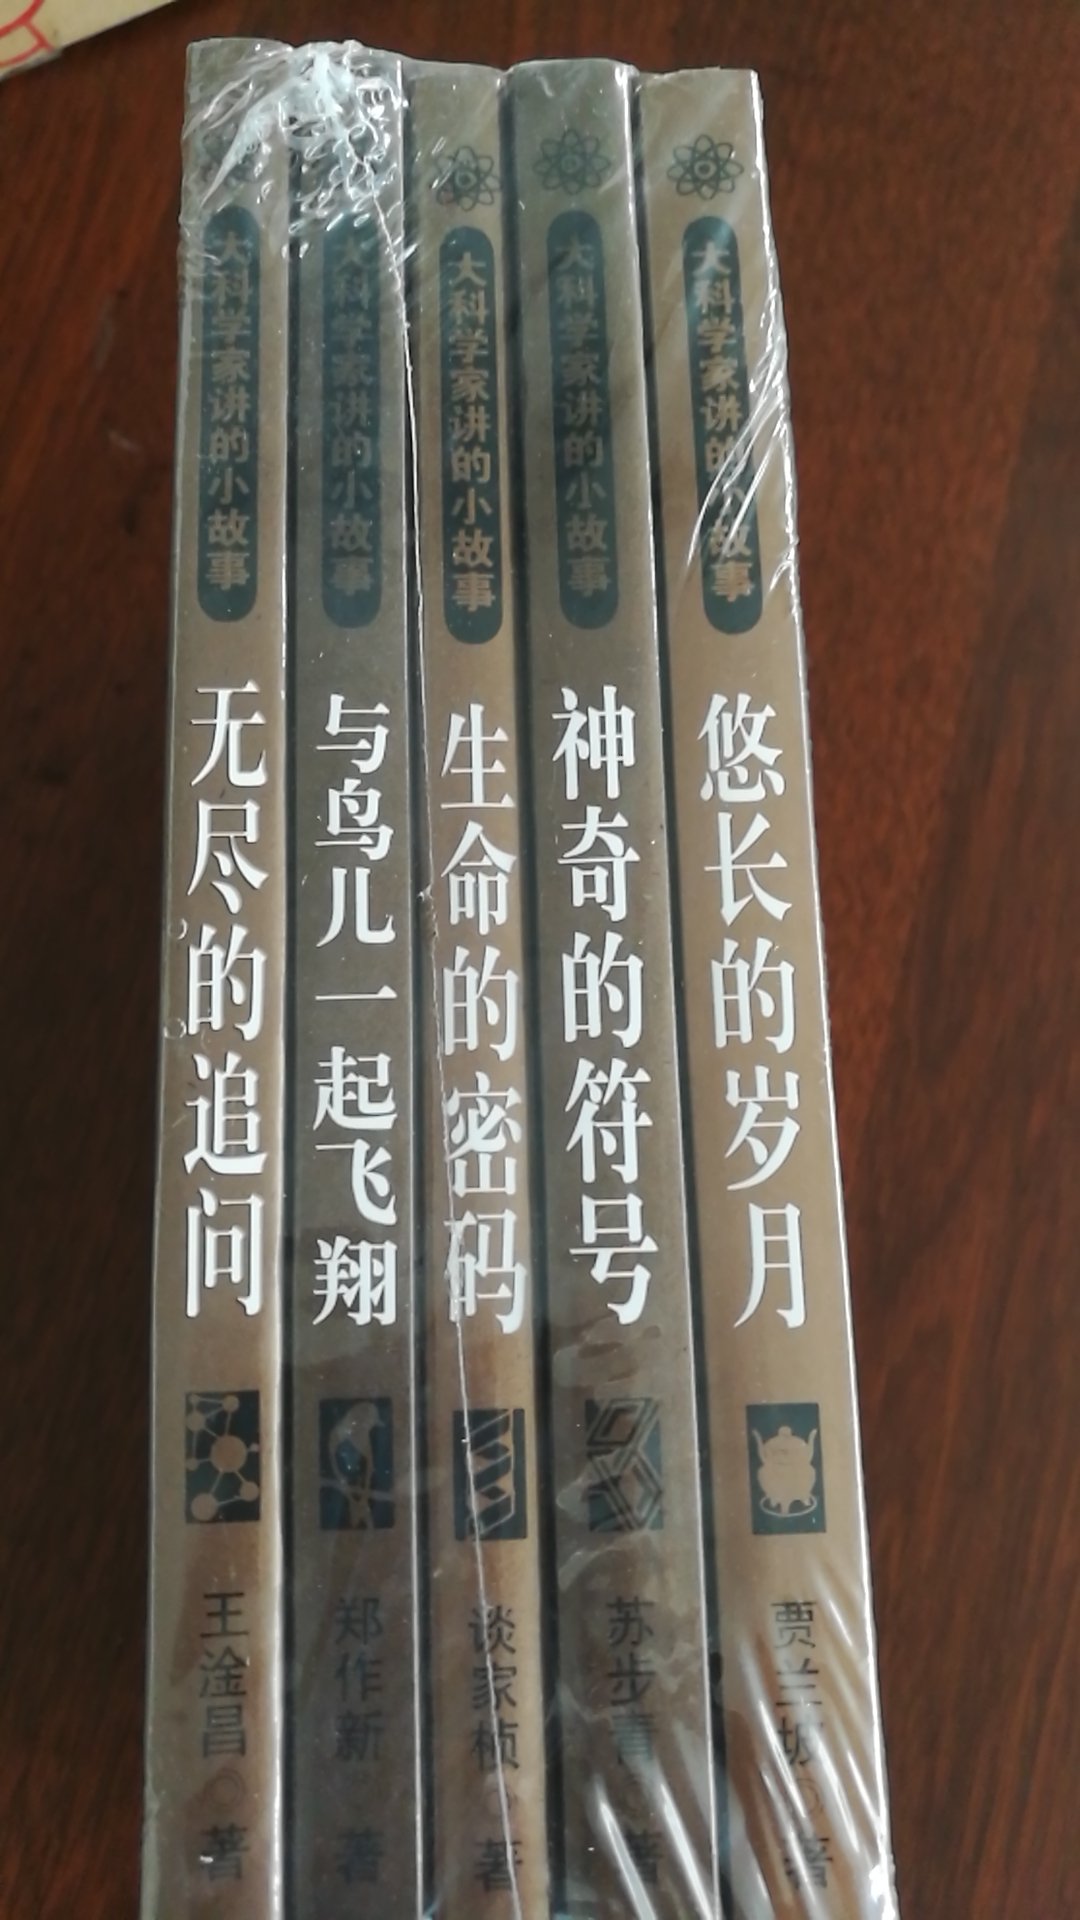 大科学家讲的小故事
无尽的追问
王淦昌◎著
大科学家讲的小故事
与鸟儿一起飞翔
郑作新◎著
大科学家讲的小故事
生命的密码
谈家桢◎著
大科学家讲的小故事
神奇的符号
苏步青◎著
大科学家讲的小故事
悠长的岁月
贾兰坡◎著